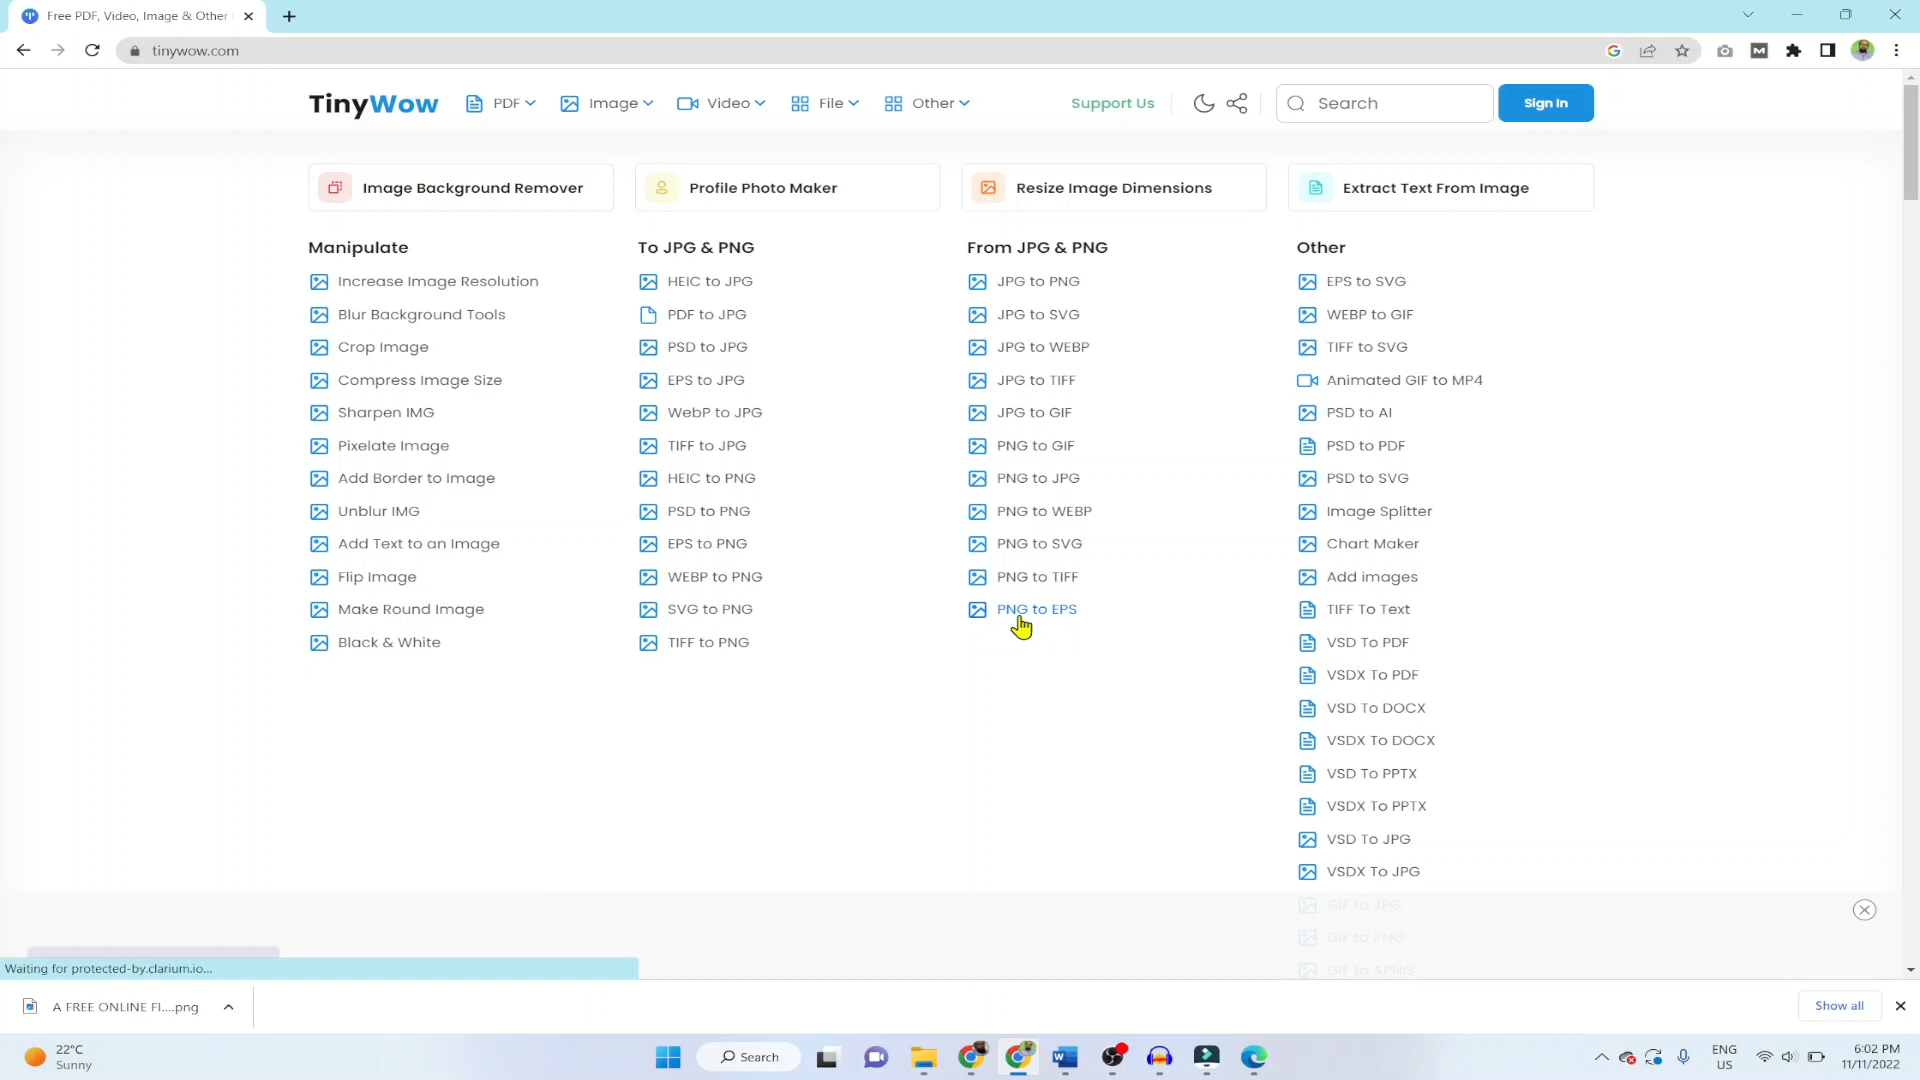 Free PDF, Video, Image & Other
tinywow.com
TinyWow PDF Image Video File Other Support Us Search Sign In
Image Background Remover Profile Photo Maker Resize Image Dimensions Extract Text From Image
Manipulate
Increase Image Resolution
Blur Background Tools
Crop Image
Compress Image Size
Sharpen IMG
Pixelate Image
Add Border to Image
Unblur IMG
Add Text to an Image
Flip Image
Make Round Image
Black & White
To JPG & PNG
HEIC to JPG
PDF to JPG
PSD to JPG
EPS to JPG
WebP to JPG
TIFF to JPG
HEIC to PNG
PSD to PNG
EPS to PNG
WEBP to PNG
SVG to PNG
TIFF to PNG
From JPG & PNG
JPG to PNG
JPG to SVG
JPG to WEBP
JPG to TIFF
JPG to GIF
PNG to GIF
PNG to JPG
PNG to WEBP
PNG to SVG
PNG to TIFF
PNG to EPS
Other
EPS to SVG
WEBP to GIF
TIFF to SVG
Animated GIF to MP4
PSD to AI
PSD to PDF
PSD to SVG
Image Splitter
Chart Maker
Add images
TIFF To Text
VSD To PDF
VSDX To PDF
VSD To DOCX
VSDX To DOCX
VSD To PPTX
VSDX To PPTX
VSD To JPG
VSDX To JPG
GIF to JPG
GIF to PNG
GIF to APNG
Waiting for protected-by.clarium.io...
A FREE ONLINE FI....png
Show all
22°C
Sunny
Search
ENG
US
6:02 PM
11/11/2022